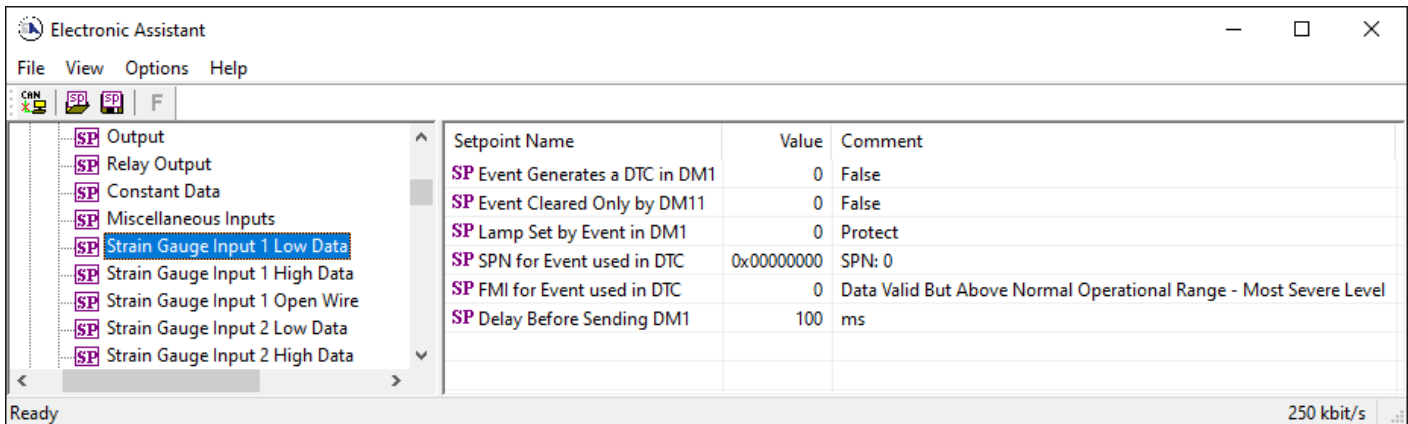 Electronic Assistant
File View Options Help
CAN SP SP F
SP Output
SP Relay Output
SP Constant Data
SP Miscellaneous Inputs
SP Strain Gauge Input 1 Low Data
SP Strain Gauge Input 1 High Data
SP Strain Gauge Input 1 Open Wire
SP Strain Gauge Input 2 Low Data
SP Strain Gauge Input 2 High Data
Setpoint Name Value Comment
SP Event Generates a DTC in DM1 0 False
SP Event Cleared Only by DM11 0 False
SP Lamp Set by Event in DM1 0 Protect
SP SPN for Event used in DTC 0x00000000 SPN: 0
SP FMI for Event used in DTC 0 Data Valid But Above Normal Operational Range - Most Severe Level
SP Delay Before Sending DM1 100 ms
Ready 250 kbit/s